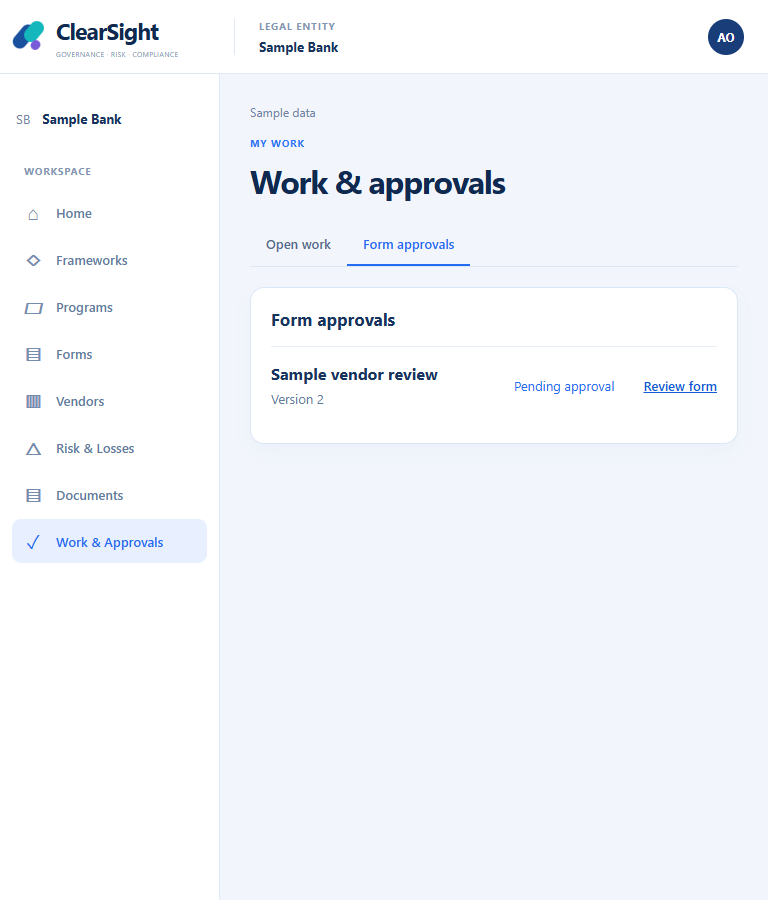 ClearSight
GOVERNANCE · RISK · COMPLIANCE
LEGAL ENTITY
Sample Bank
AO
SB Sample Bank
WORKSPACE
Home
Frameworks
Programs
Forms
Vendors
Risk & Losses
Documents
Work & Approvals
Sample data
MY WORK
Work & approvals
Open work
Form approvals
Form approvals
Sample vendor review
Version 2
Pending approval
Review form